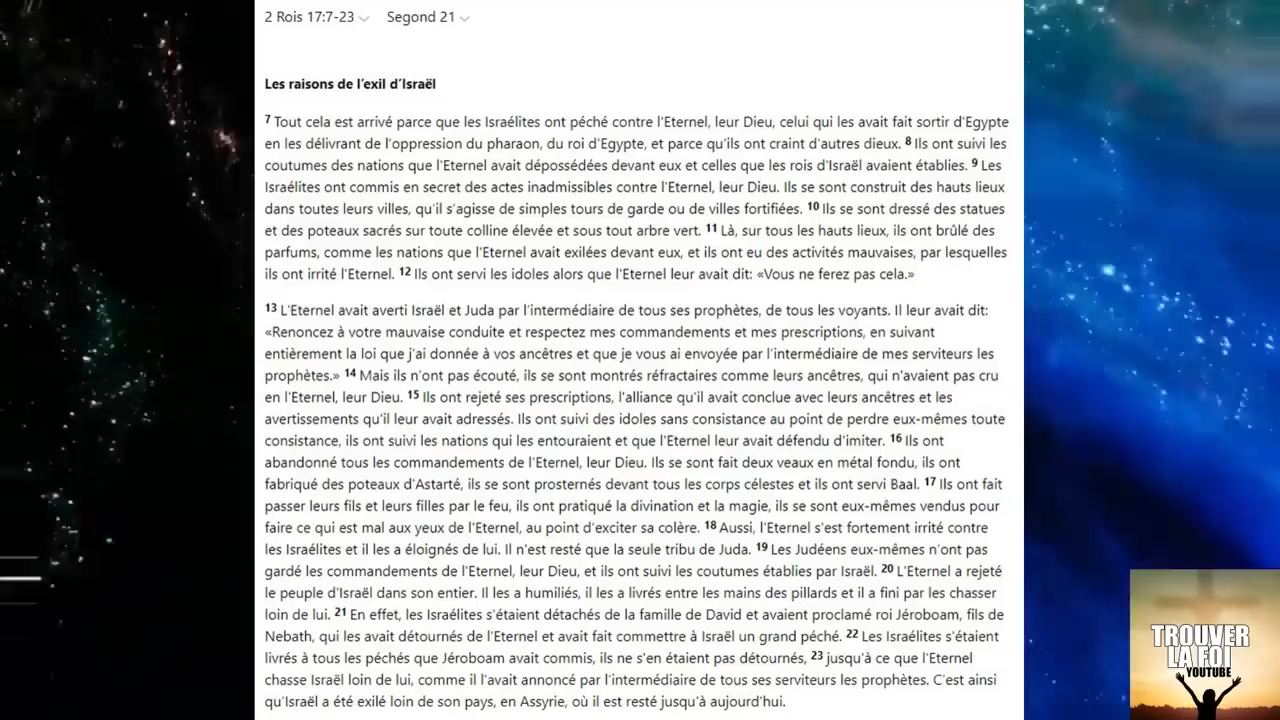 2 Rois 17:7-23 Segond 21
Les raisons de l'exil d'Israël
7 Tout cela est arrivé parce que les Israélites ont péché contre l'Eternel, leur Dieu, celui qui les avait fait sortir d'Egypte
en les délivrant de l'oppression du pharaon, du roi d'Egypte, et parce qu'ils ont craint d'autres dieux. 8 Ils ont suivi les
coutumes des nations que l'Eternel avait dépossédées devant eux et celles que les rois d'Israël avaient établies. 9 Les
Israélites ont commis en secret des actes inadmissibles contre l'Eternel, leur Dieu. Ils se sont construit des hauts lieux
dans toutes leurs villes, qu'il s'agisse de simples tours de garde ou de villes fortifiées. 10 Ils se sont dressé des statues
et des poteaux sacrés sur toute colline élevée et sous tout arbre vert. 11 Là, sur tous les hauts lieux, ils ont brûlé des
parfums, comme les nations que l'Eternel avait exilées devant eux, et ils ont eu des activités mauvaises, par lesquelles
ils ont irrité l'Eternel. 12 Ils ont servi les idoles alors que l'Eternel leur avait dit: «Vous ne ferez pas cela.»
13 L'Eternel avait averti Israël et Juda par l'intermédiaire de tous ses prophètes, de tous les voyants. Il leur avait dit:
«Renoncez à votre mauvaise conduite et respectez mes commandements et mes prescriptions, en suivant
entièrement la loi que j'ai donnée à vos ancêtres et que je vous ai envoyée par l'intermédiaire de mes serviteurs les
prophètes.» 14 Mais ils n'ont pas écouté, ils se sont montrés réfractaires comme leurs ancêtres, qui n'avaient pas cru
en l'Eternel, leur Dieu. 15 Ils ont rejeté ses prescriptions, l'alliance qu'il avait conclue avec leurs ancêtres et les
avertissements qu'il leur avait adressés. Ils ont suivi des idoles sans consistance au point de perdre eux-mêmes toute
consistance, ils ont suivi les nations qui les entouraient et que l'Eternel leur avait défendu d'imiter. 16 Ils ont
abandonné tous les commandements de l'Eternel, leur Dieu. Ils se sont fait deux veaux en métal fondu, ils ont
fabriqué des poteaux d'Astarté, ils se sont prosternés devant tous les corps célestes et ils ont servi Baal. 17 Ils ont fait
passer leurs fils et leurs filles par le feu, ils ont pratiqué la divination et la magie, ils se sont eux-mêmes vendus pour
faire ce qui est mal aux yeux de l'Eternel, au point d'exciter sa colère. 18 Aussi, l'Eternel s'est fortement irrité contre
les Israélites et il les a éloignés de lui. Il n'est resté que la seule tribu de Juda. 19 Les Judéens eux-mêmes n'ont pas
gardé les commandements de l'Eternel, leur Dieu, et ils ont suivi les coutumes établies par Israël. 20 L'Eternel a rejeté
le peuple d'Israël dans son entier. Il les a humiliés, il les a livrés entre les mains des pillards et il a fini par les chasser
loin de lui. 21 En effet, les Israélites s'étaient détachés de la famille de David et avaient proclamé roi Jéroboam, fils de
Nebath, qui les avait détournés de l'Eternel et avait fait commettre à Israël un grand péché. 22 Les Israélites s'étaient
livrés à tous les péchés que Jéroboam avait commis, ils ne s'en étaient pas détournés, 23 jusqu'à ce que l'Eternel
chasse Israël loin de lui, comme il l'avait annoncé par l'intermédiaire de tous ses serviteurs les prophètes. C'est ainsi
qu'Israël a été exilé loin de son pays, en Assyrie, où il est resté jusqu'à aujourd'hui.
TROUVER
LA FOI
YOUTUBE